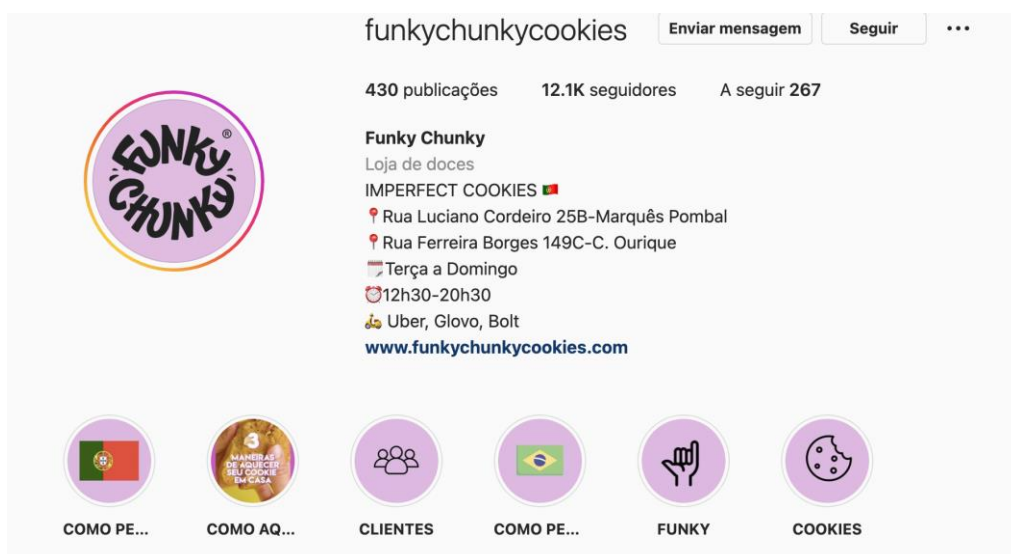 funkychunkycookies Enviar mensagem Seguir
430 publicações 12.1K seguidores A seguir 267
FUNKY
CHUNKY
®
Funky Chunky
Loja de doces
IMPERFECT COOKIES 🇵🇹
📍Rua Luciano Cordeiro 25B-Marquês Pombal
📍Rua Ferreira Borges 149C-C. Ourique
🗓️Terça a Domingo
⏰12h30-20h30
🛵 Uber, Glovo, Bolt
www.funkychunkycookies.com
3
MANEIRAS
DE AQUECER
SEU COOKIE
EM CASA
COMO PE... COMO AQ... CLIENTES COMO PE... FUNKY COOKIES